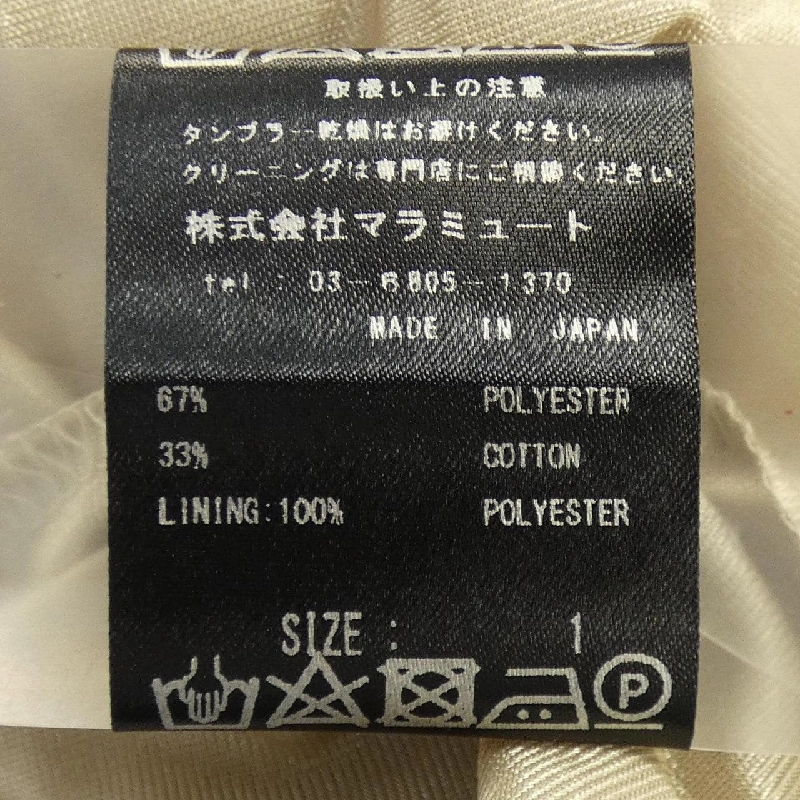 取扱い上の注意
タンブラー乾燥はお避けください。
クリーニングは専門店にご相談ください。
株式会社マラミュート
tel : 03-6805-1370
MADE IN JAPAN
67% POLYESTER
33% COTTON
LINING:100% POLYESTER
SIZE : 1
P